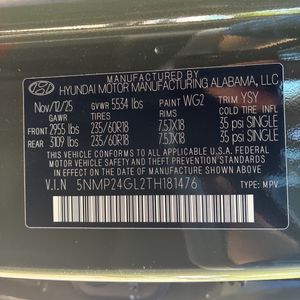 MANUFACTURED BY
HYUNDAI MOTOR MANUFACTURING ALABAMA, LLC
Nov/12/25 GVWR 5534 lbs PAINT WG2 TRIM YSY
GAWR TIRES RIMS COLD TIRE INFL
FRONT 2955 lbs 235/60R18 7.5JX18 35 psi SINGLE
REAR 3109 lbs 235/60R18 7.5JX18 35 psi SINGLE
THIS VEHICLE CONFORMS TO ALL APPLICABLE U.S.A. FEDERAL
MOTOR VEHICLE SAFETY AND THEFT PREVENTION STANDARDS
IN EFFECT ON THE DATE OF MANUFACTURE SHOWN ABOVE
V.I.N 5NMP24GL2TH181476 TYPE: MPV